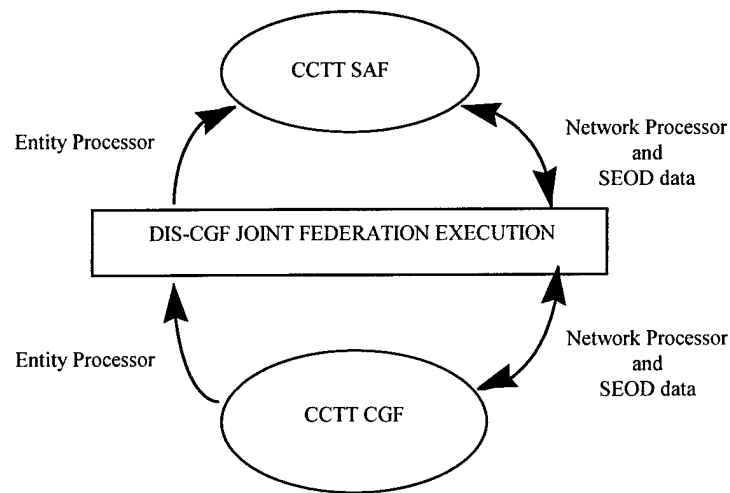 CCTT SAF
Entity Processor
Network Processor
and
SEOD data
DIS-CGF JOINT FEDERATION EXECUTION
Entity Processor
Network Processor
and
SEOD data
CCTT CGF